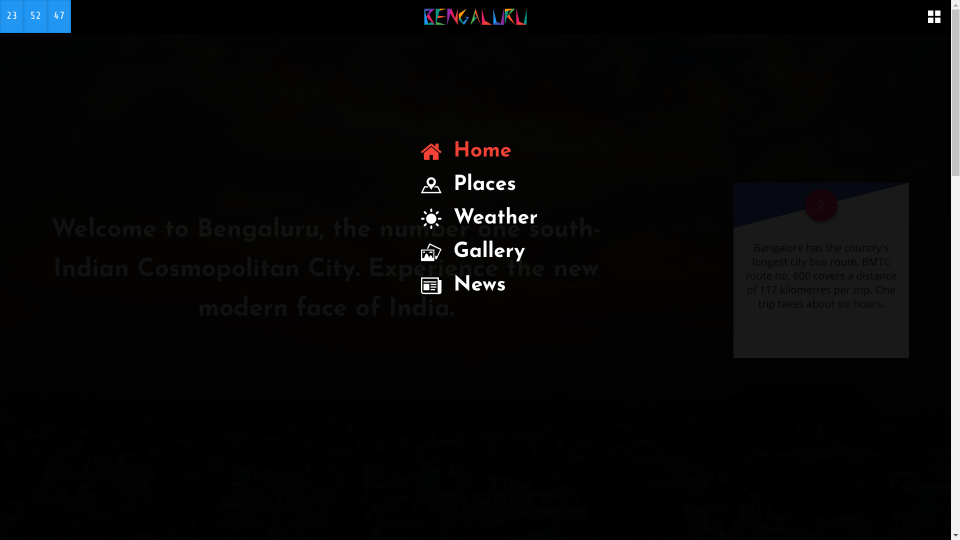 23 52 47
BENGALURU
Home
Places
Weather
Gallery
News
Welcome to Bengaluru, the number one south-
Indian Cosmopolitan City. Experience the new
modern face of India.
2
Bangalore has the country's
longest city bus route. BMTC
route no. 600 covers a distance
of 117 kilometres per trip. One
trip takes about six hours.